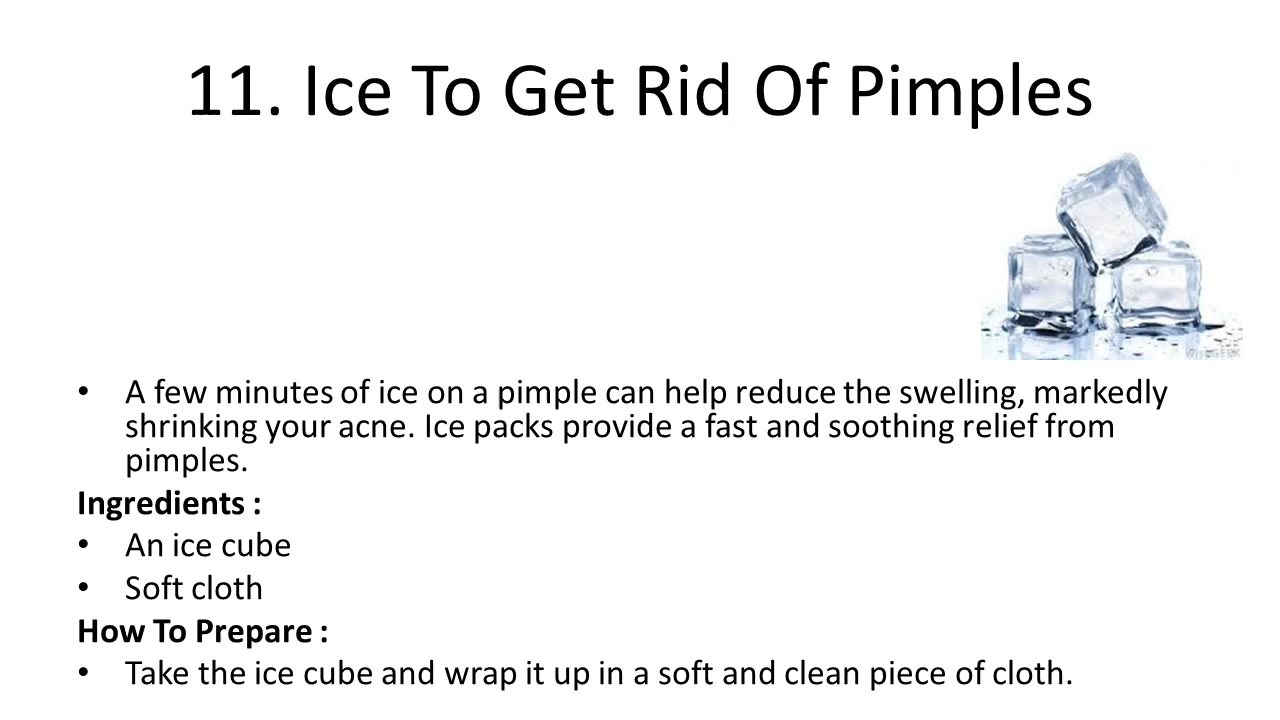 11. Ice To Get Rid Of Pimples
• A few minutes of ice on a pimple can help reduce the swelling, markedly
shrinking your acne. Ice packs provide a fast and soothing relief from
pimples.
Ingredients :
• An ice cube
• Soft cloth
How To Prepare :
• Take the ice cube and wrap it up in a soft and clean piece of cloth.